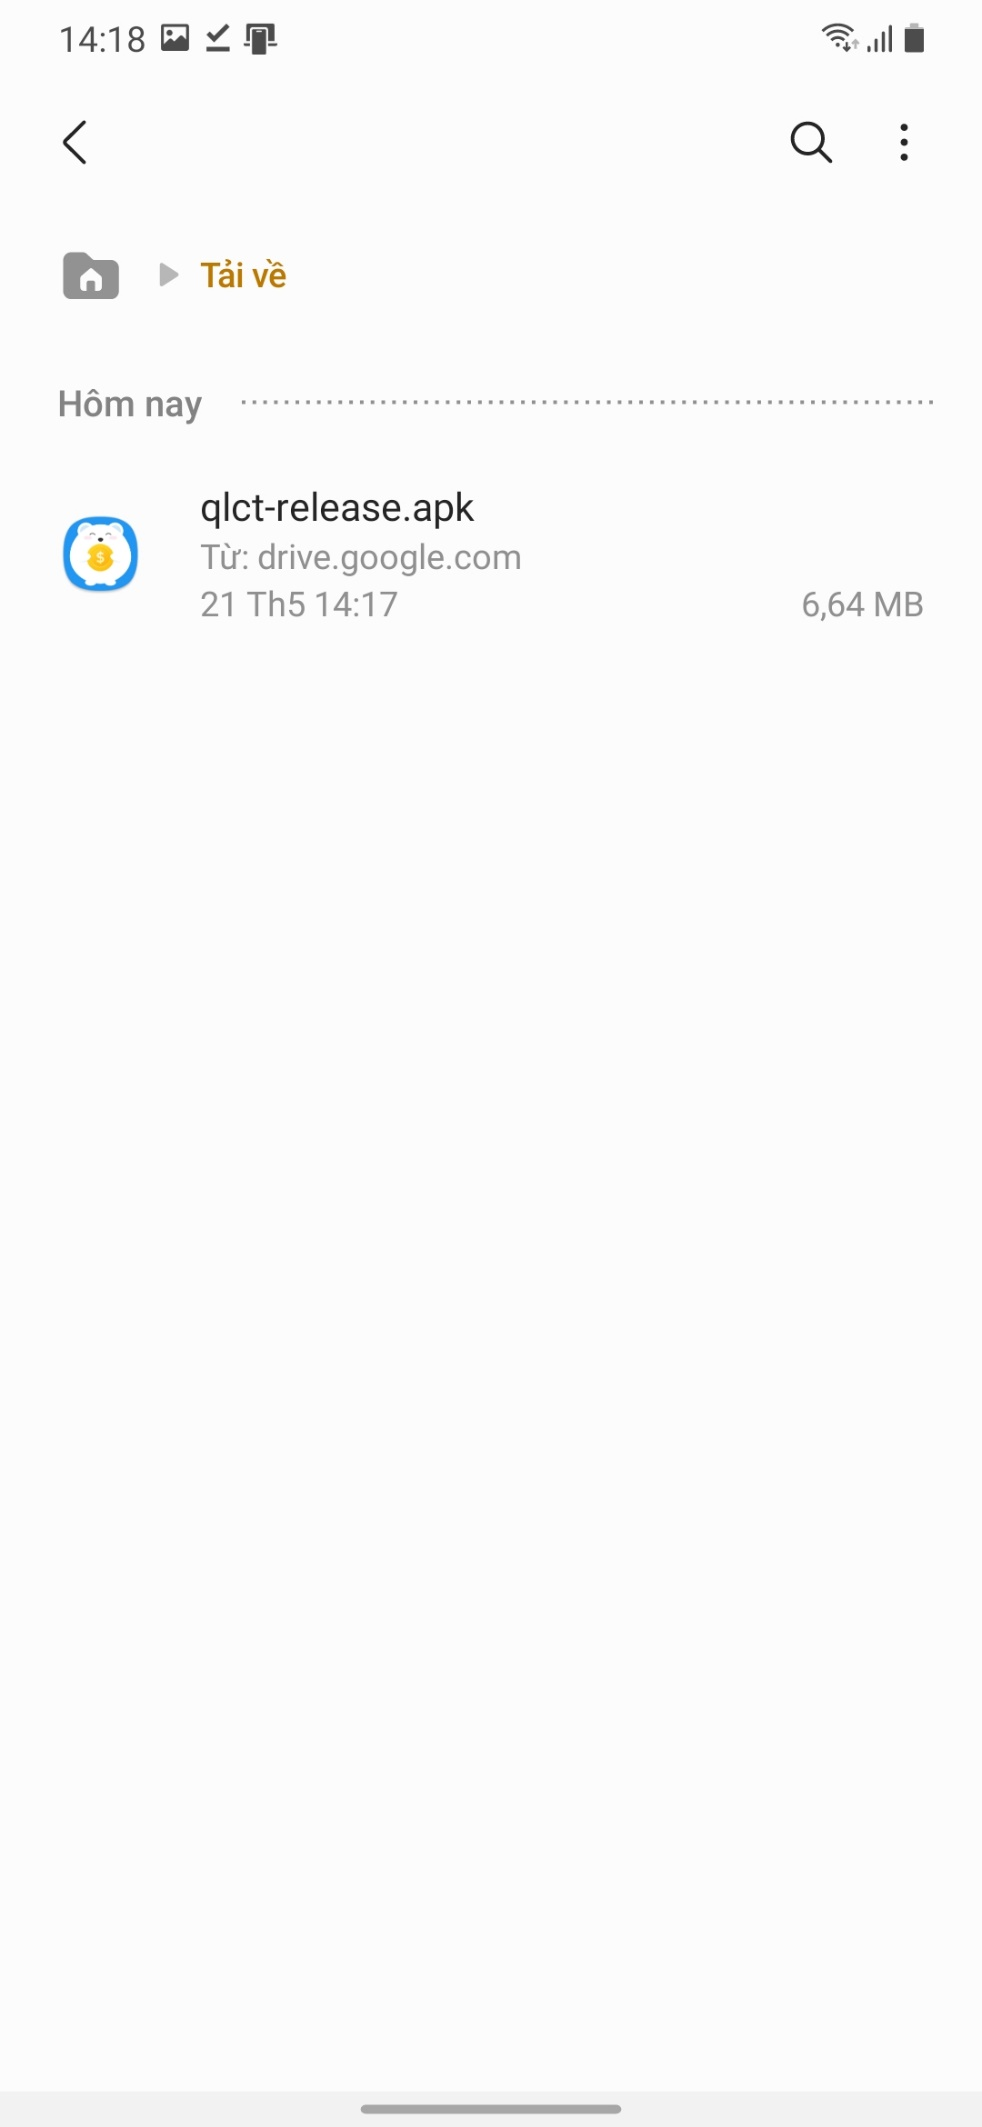 14:18
Tải về
Hôm nay
qlct-release.apk
Từ: drive.google.com
21 Th5 14:17 6,64 MB
$